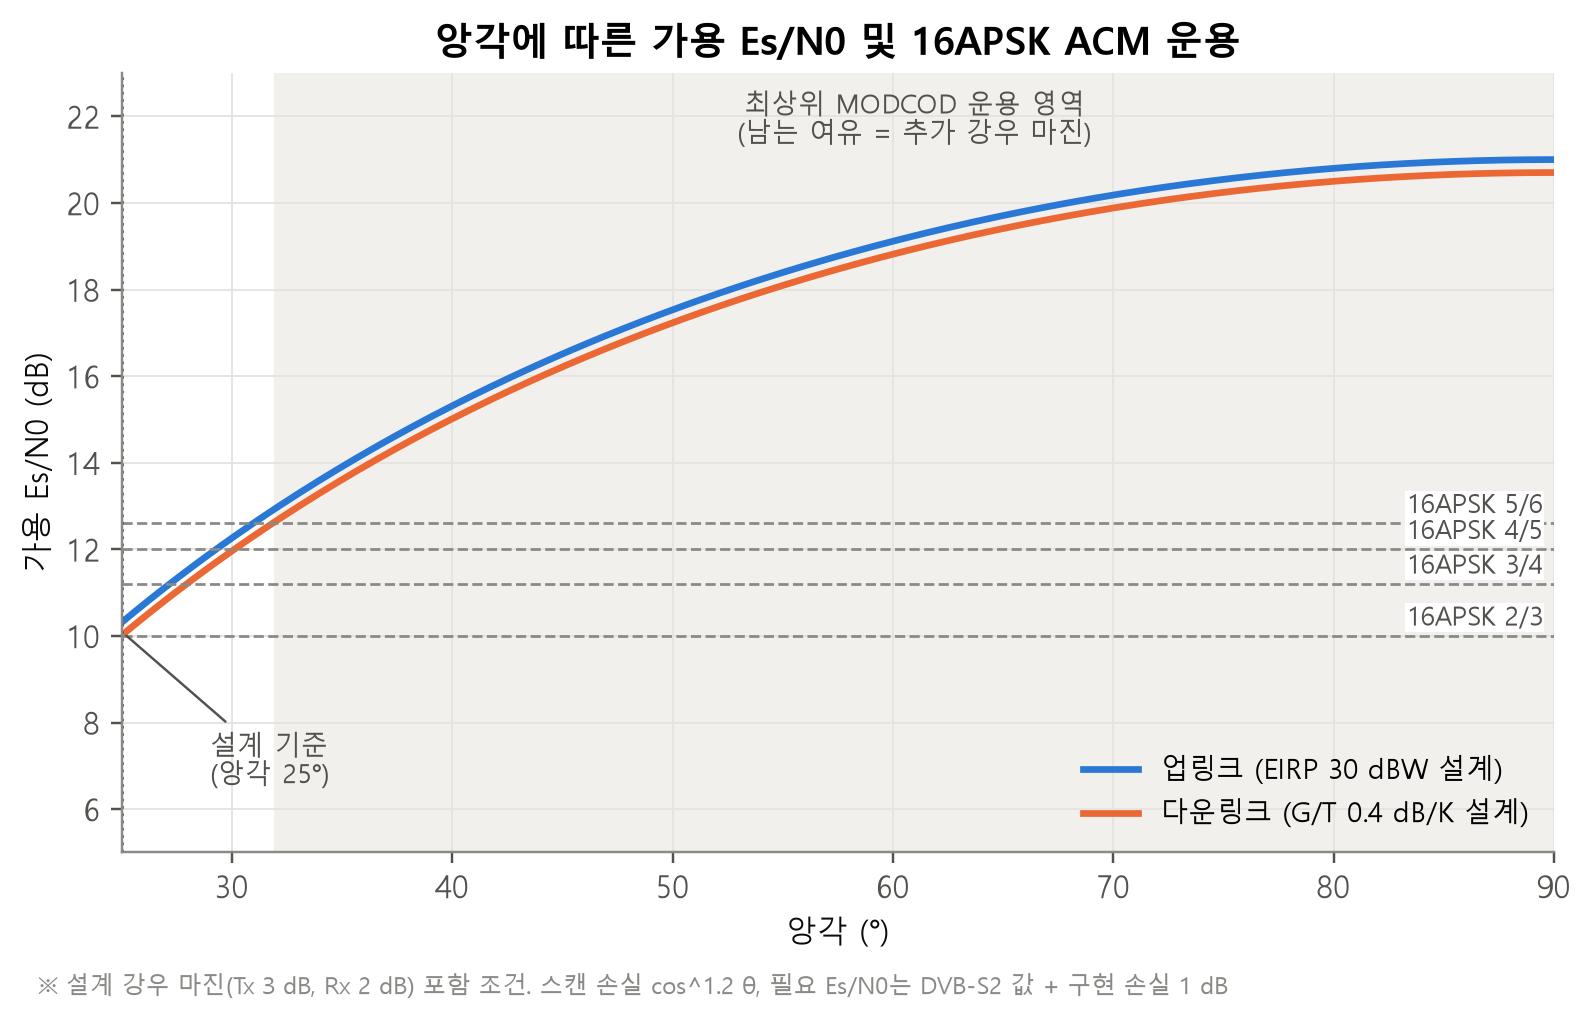 앙각에 따른 가용 Es/N0 및 16APSK ACM 운용
최상위 MODCOD 운용 영역
(남는 여유 = 추가 강우 마진)
가용 Es/N0 (dB)
22
20
18
16
14
12
10
8
6
16APSK 5/6
16APSK 4/5
16APSK 3/4
16APSK 2/3
설계 기준
(앙각 25°)
업링크 (EIRP 30 dBW 설계)
다운링크 (G/T 0.4 dB/K 설계)
30 40 50 60 70 80 90
앙각 (°)
※ 설계 강우 마진(Tx 3 dB, Rx 2 dB) 포함 조건. 스캔 손실 cos^1.2 θ, 필요 Es/N0는 DVB-S2 값 + 구현 손실 1 dB